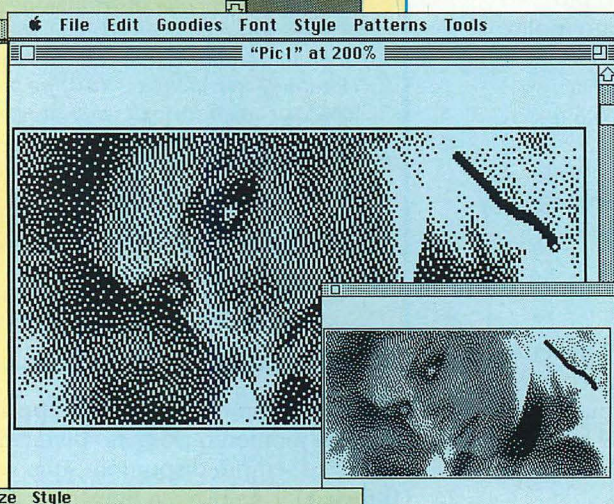 File Edit Goodies Font Style Patterns Tools
“Pic1” at 200%
ze Style